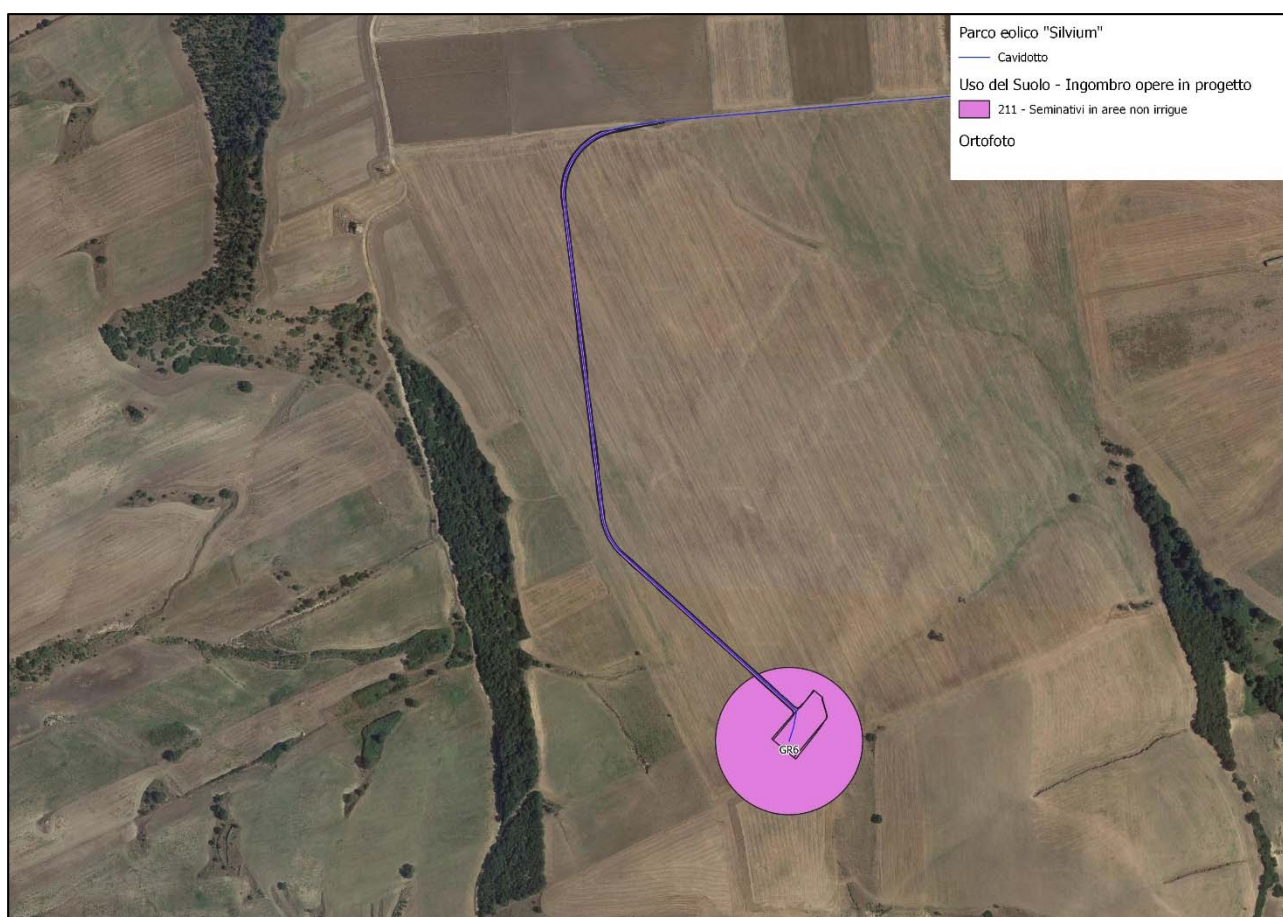 Parco eolico "Silvium"
Cavidotto
Uso del Suolo - Ingombro opere in progetto
211 - Seminativi in aree non irrigue
Ortofoto
GR6